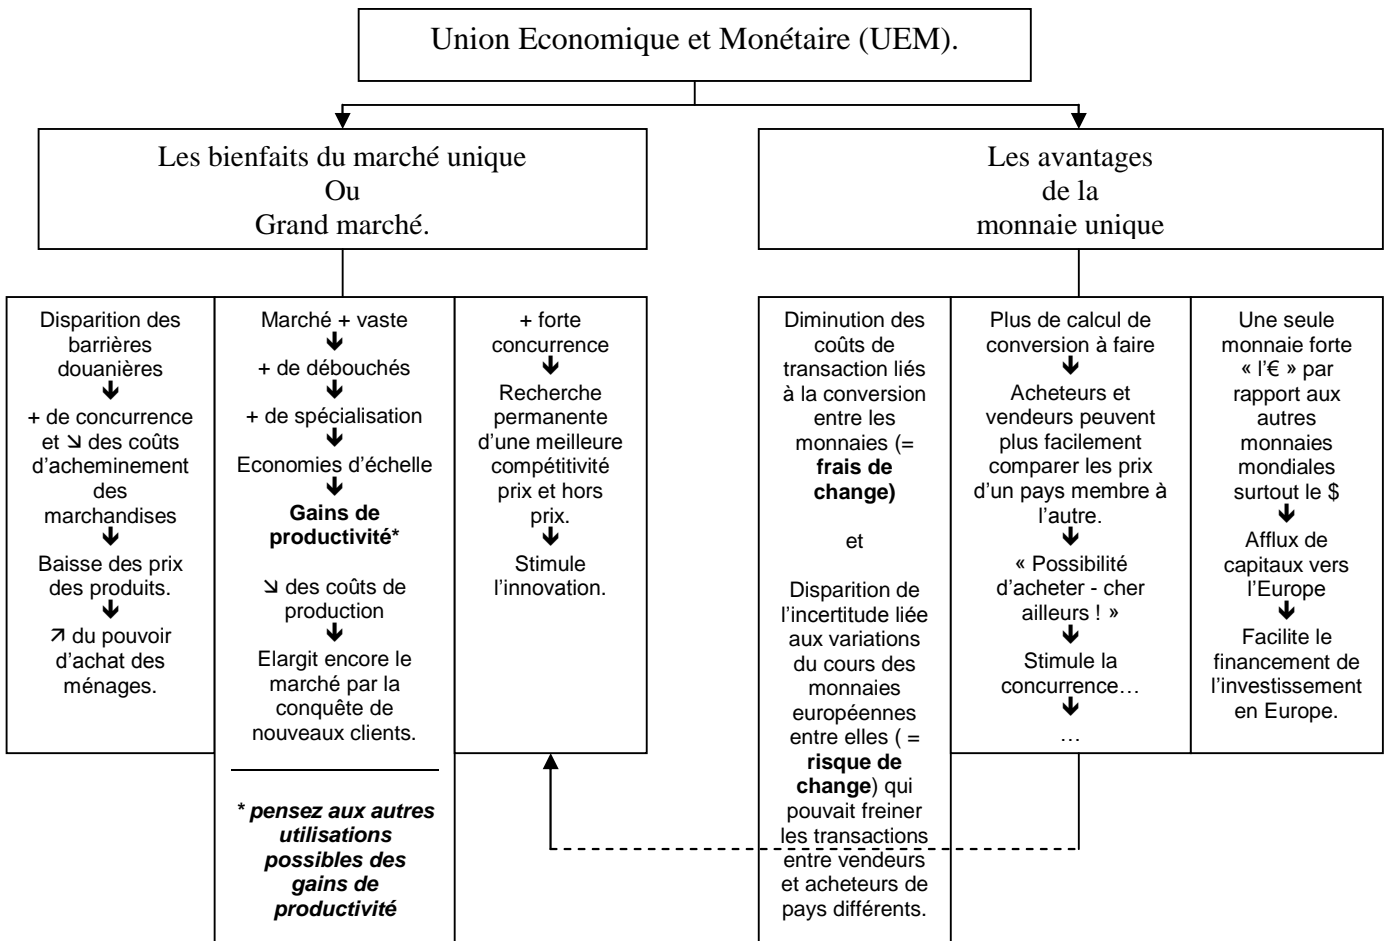 Union Economique et Monétaire (UEM).
Les bienfaits du marché unique
Ou
Grand marché.
Les avantages
de la
monnaie unique
Disparition des
barrières
douanières
🡻
+ de concurrence
et ↘ des coûts
d’acheminement
des
marchandises
🡻
Baisse des prix
des produits.
🡻
↗ du pouvoir
d’achat des
ménages.
Marché + vaste
🡻
+ de débouchés
🡻
+ de spécialisation
🡻
Economies d’échelle
🡻
Gains de
productivité*
↘ des coûts de
production
🡻
Elargit encore le
marché par la
conquête de
nouveaux clients.
* pensez aux autres
utilisations
possibles des
gains de
productivité
+ forte
concurrence
🡻
Recherche
permanente
d’une meilleure
compétitivité
prix et hors
prix.
🡻
Stimule
l’innovation.
Diminution des
coûts de
transaction liés
à la conversion
entre les
monnaies (=
frais de
change)
et
Disparition de
l’incertitude liée
aux variations
du cours des
monnaies
européennes
entre elles ( =
risque de
change) qui
pouvait freiner
les transactions
entre vendeurs
et acheteurs de
pays différents.
Plus de calcul de
conversion à faire
🡻
Acheteurs et
vendeurs peuvent
plus facilement
comparer les prix
d’un pays membre à
l’autre.
🡻
« Possibilité
d’acheter - cher
ailleurs ! »
🡻
Stimule la
concurrence…
🡻
…
Une seule
monnaie forte
« l’€ » par
rapport aux
autres
monnaies
mondiales
surtout le $
🡻
Afflux de
capitaux vers
l’Europe
🡻
Facilite le
financement de
l’investissement
en Europe.